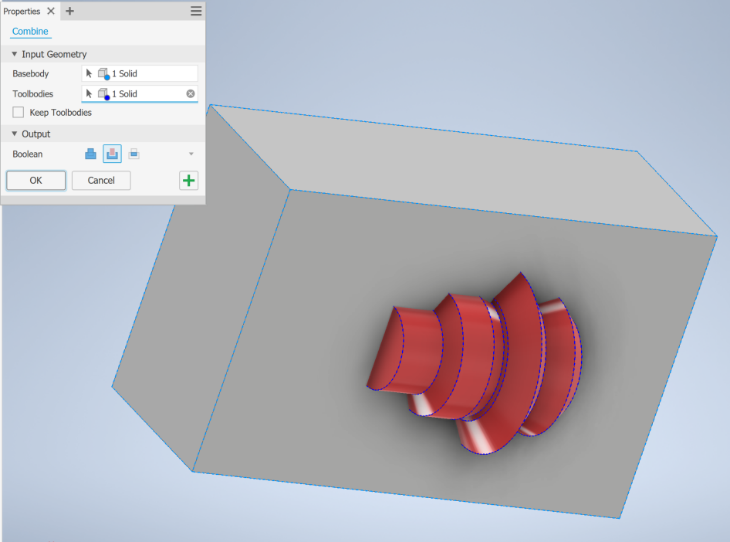 Properties
Combine
Input Geometry
Basebody 1 Solid
Toolbodies 1 Solid
Keep Toolbodies
Output
Boolean
OK Cancel